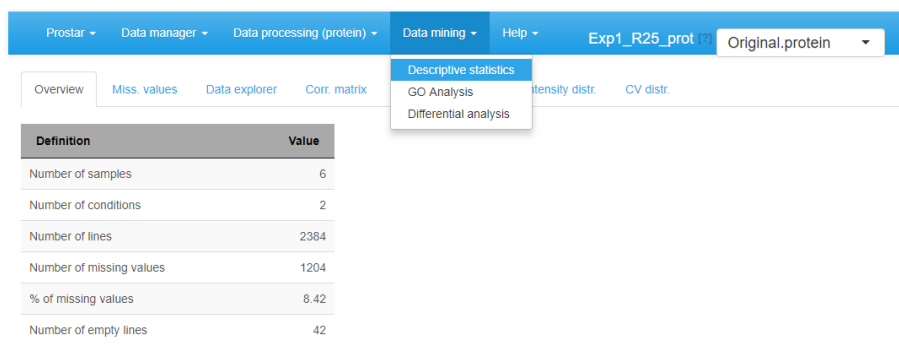 Prostar Data manager Data processing (protein) Data mining Help Exp1_R25_prot [?] Original.protein
Descriptive statistics
GO Analysis
Differential analysis
Overview Miss. values Data explorer Corr. matrix ntensity distr. CV distr.
Definition Value
Number of samples 6
Number of conditions 2
Number of lines 2384
Number of missing values 1204
% of missing values 8.42
Number of empty lines 42